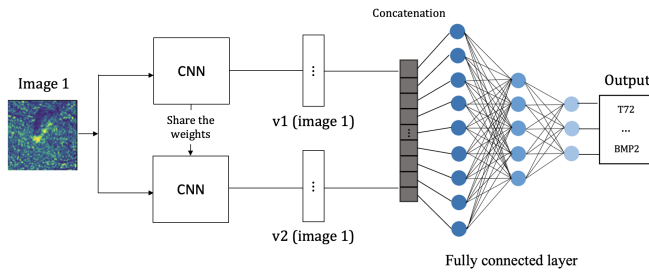 Concatenation
Image 1
CNN
...
v1 (image 1)
Share the
weights
CNN
...
v2 (image 1)
...
Output
T72
...
BMP2
Fully connected layer